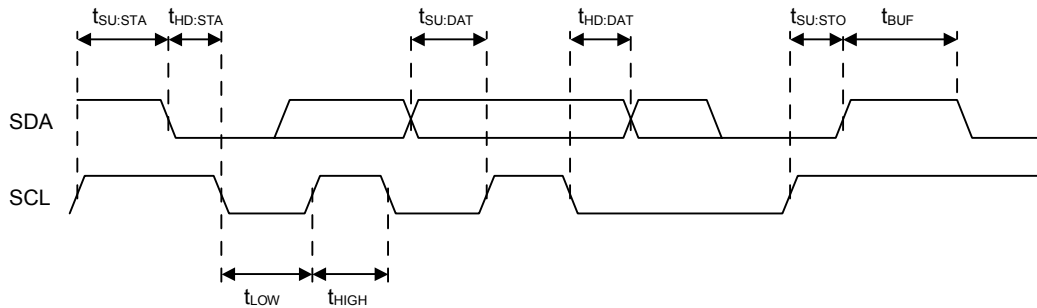 tSU:STA tHD:STA tSU:DAT tHD:DAT tSU:STO tBUF
SDA
SCL
tLOW tHIGH